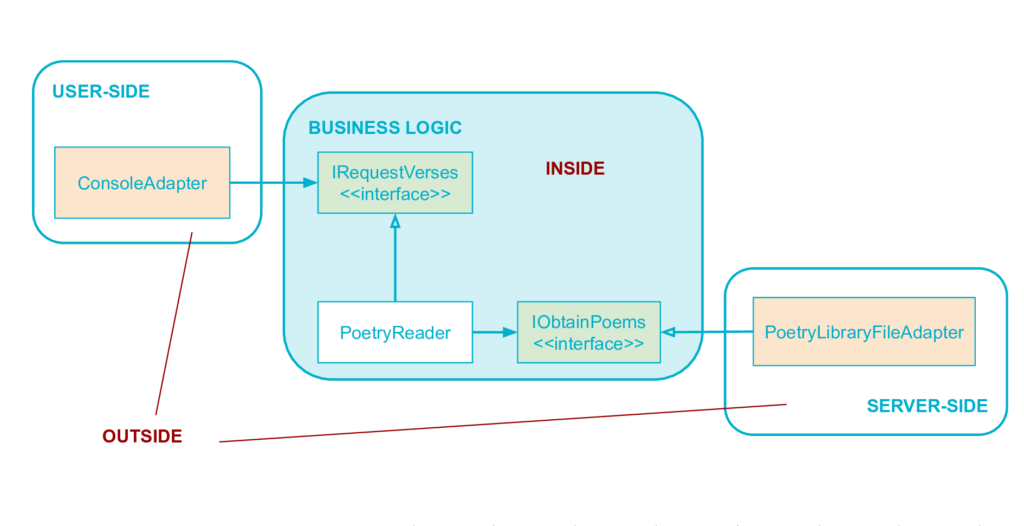 USER-SIDE
ConsoleAdapter
BUSINESS LOGIC
IRequestVerses
<<interface>>
INSIDE
PoetryReader
IObtainPoems
<<interface>>
PoetryLibraryFileAdapter
SERVER-SIDE
OUTSIDE